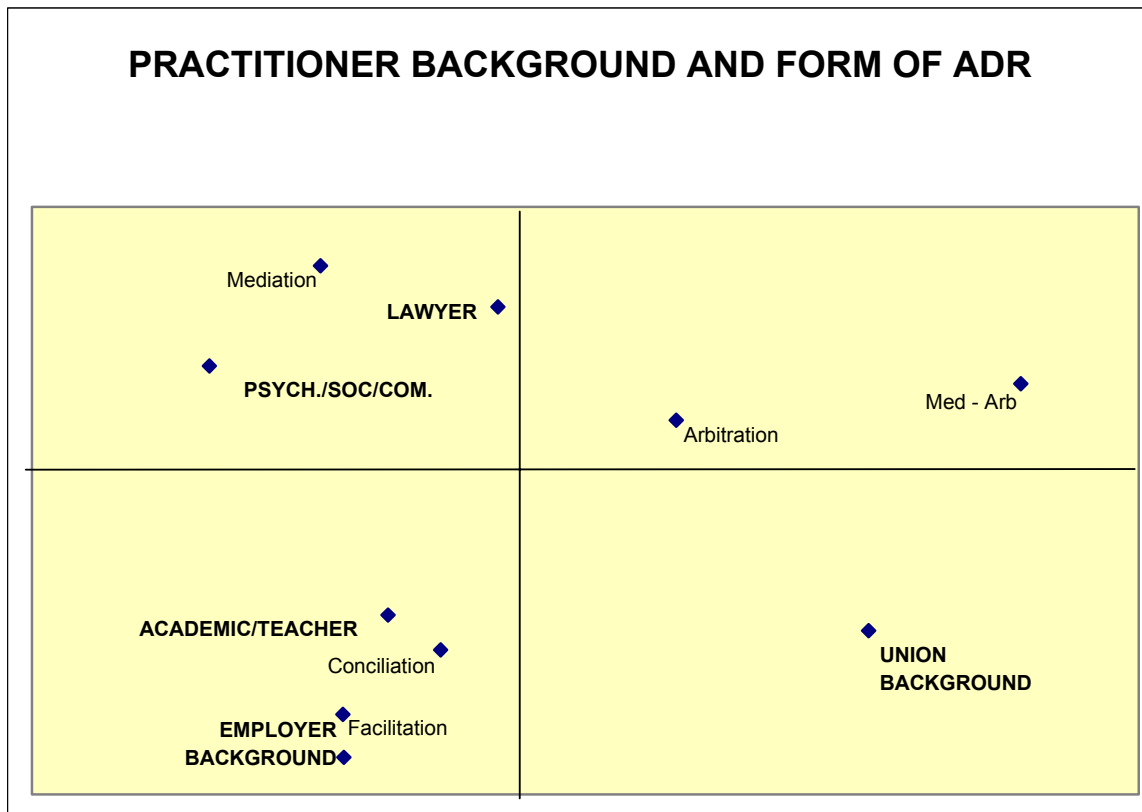 PRACTITIONER BACKGROUND AND FORM OF ADR
Mediation
LAWYER
PSYCH./SOC/COM.
Med - Arb
Arbitration
ACADEMIC/TEACHER
Conciliation
UNION
BACKGROUND
EMPLOYER
BACKGROUND
Facilitation